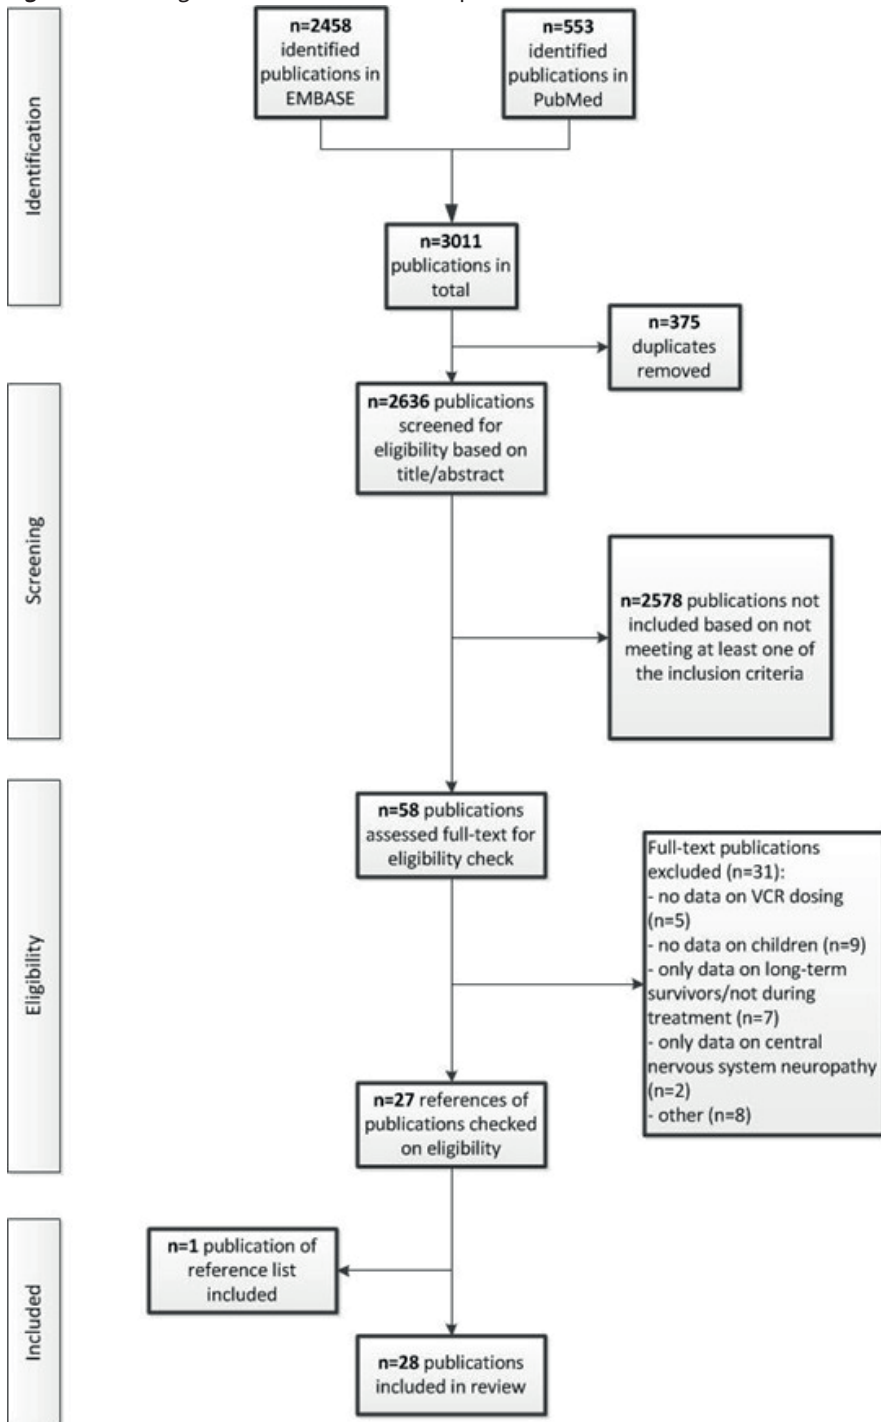 n=2458
identified
publications in
EMBASE
n=553
identified
publications in
PubMed
Identification
n=3011
publications in
total
n=375
duplicates
removed
n=2636 publications
screened for
eligibility based on
title/abstract
Screening
n=2578 publications not
included based on not
meeting at least one of
the inclusion criteria
n=58 publications
assessed full-text for
eligibility check
Eligibility
Full-text publications
excluded (n=31):
- no data on VCR dosing
(n=5)
- no data on children (n=9)
- only data on long-term
survivors/not during
treatment (n=7)
- only data on central
nervous system neuropathy
(n=2)
- other (n=8)
n=27 references of
publications checked
on eligibility
Included
n=1 publication of
reference list
included
n=28 publications
included in review